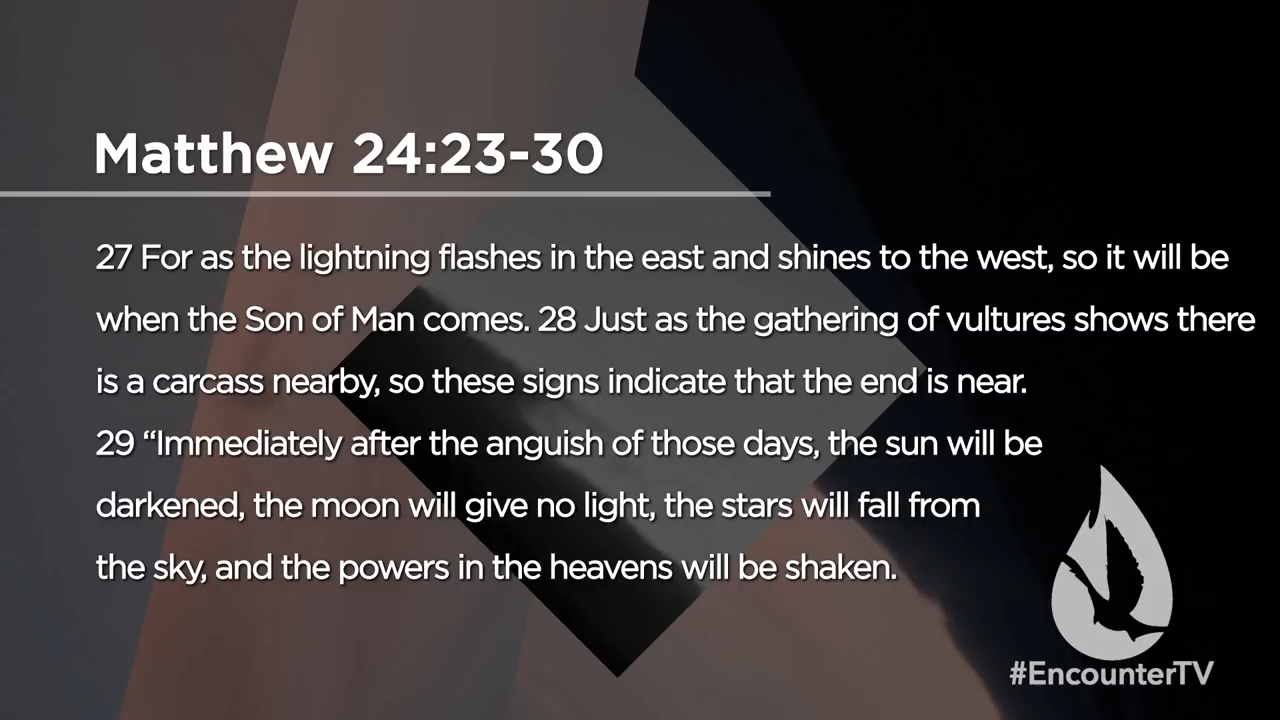 Matthew 24:23-30
27 For as the lightning flashes in the east and shines to the west, so it will be
when the Son of Man comes. 28 Just as the gathering of vultures shows there
is a carcass nearby, so these signs indicate that the end is near.
29 “Immediately after the anguish of those days, the sun will be
darkened, the moon will give no light, the stars will fall from
the sky, and the powers in the heavens will be shaken.
#EncounterTV